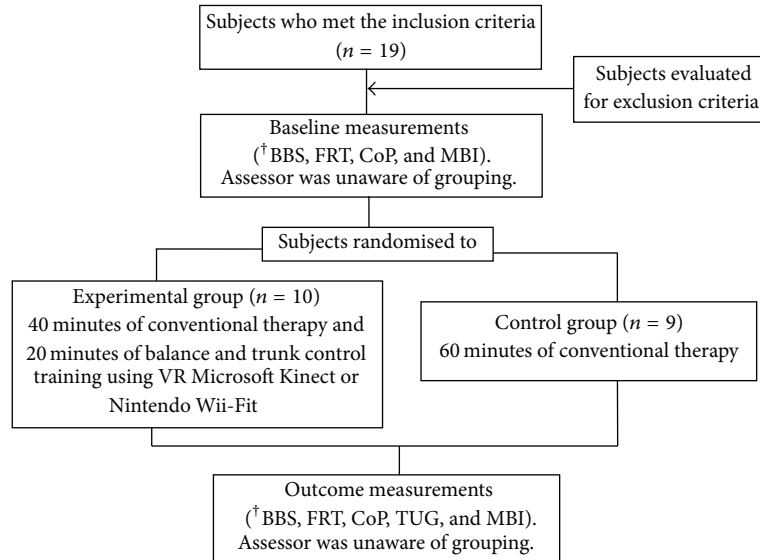 Subjects who met the inclusion criteria
(n = 19)
Subjects evaluated
for exclusion criteria
Baseline measurements
(†BBS, FRT, CoP, and MBI).
Assessor was unaware of grouping.
Subjects randomised to
Experimental group (n = 10)
40 minutes of conventional therapy and
20 minutes of balance and trunk control
training using VR Microsoft Kinect or
Nintendo Wii-Fit
Control group (n = 9)
60 minutes of conventional therapy
Outcome measurements
(†BBS, FRT, CoP, TUG, and MBI).
Assessor was unaware of grouping.